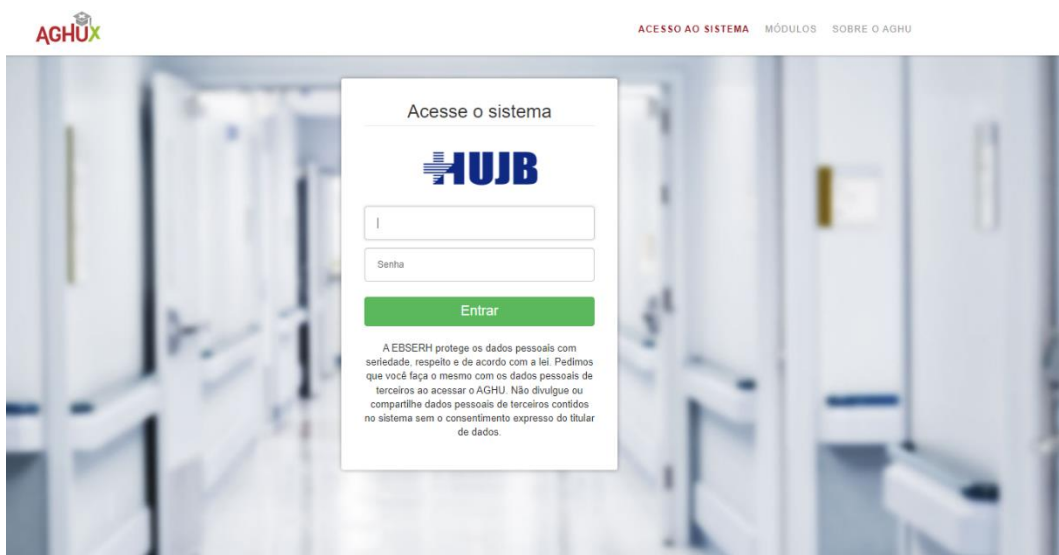 AGHUX
ACESSO AO SISTEMA MÓDULOS SOBRE O AGHU
Acesse o sistema
HUJB
Senha
Entrar
A EBSERH protege os dados pessoais com
seriedade, respeito e de acordo com a lei. Pedimos
que você faça o mesmo com os dados pessoais de
terceiros ao acessar o AGHU. Não divulgue ou
compartilhe dados pessoais de terceiros contidos
no sistema sem o consentimento expresso do titular
de dados.